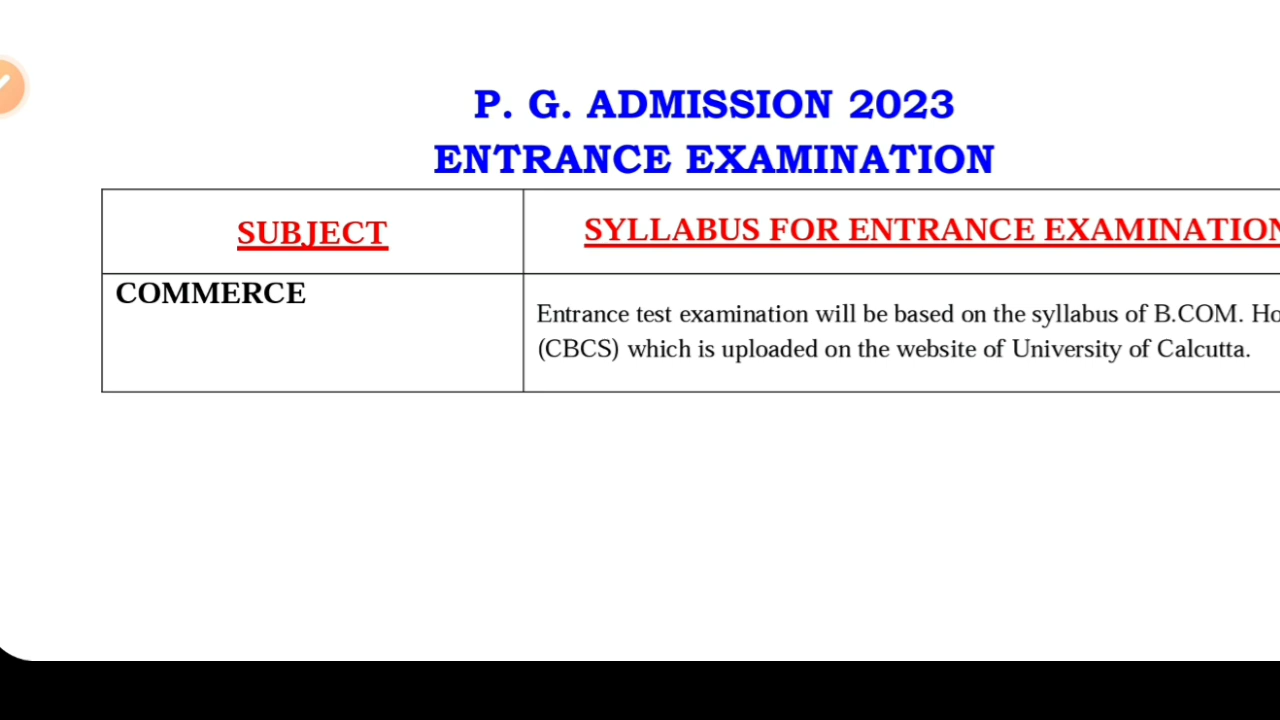 P. G. ADMISSION 2023
ENTRANCE EXAMINATION
SUBJECT
SYLLABUS FOR ENTRANCE EXAMINATION
COMMERCE
Entrance test examination will be based on the syllabus of B.COM. Ho
(CBCS) which is uploaded on the website of University of Calcutta.